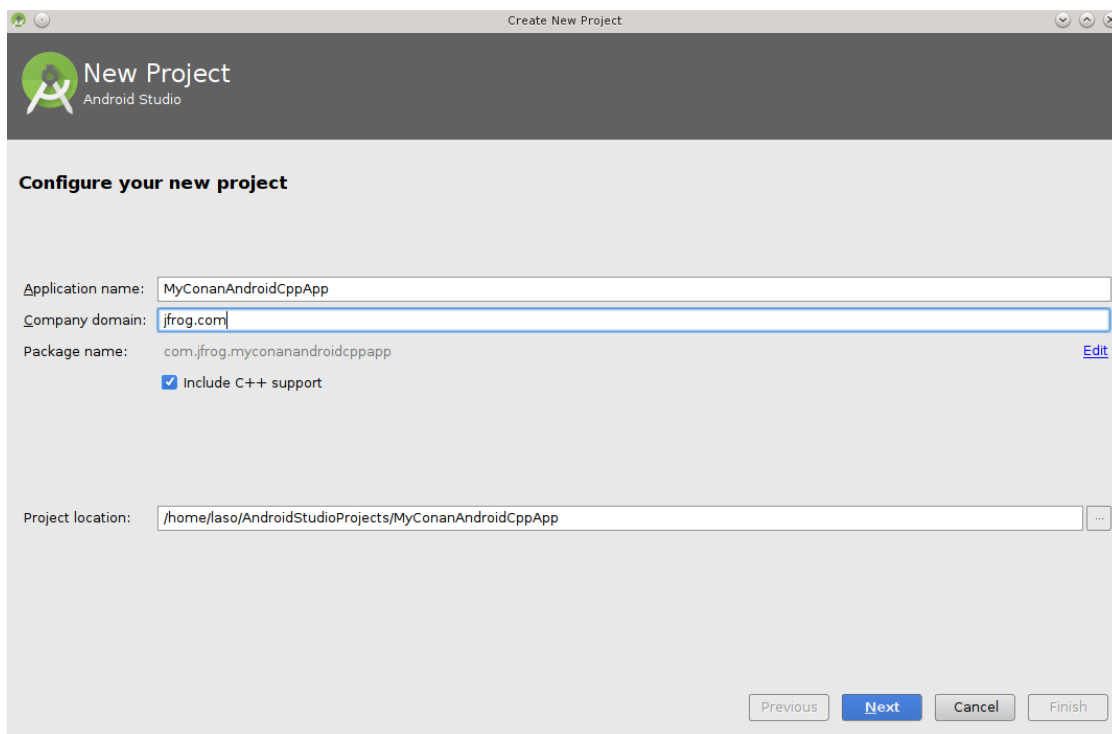 Create New Project
New Project
Android Studio
Configure your new project
Application name: MyConanAndroidCppApp
Company domain: jfrog.com
Package name: com.jfrog.myconanandroidcppapp Edit
Include C++ support
Project location: /home/laso/AndroidStudioProjects/MyConanAndroidCppApp ...
Previous Next Cancel Finish